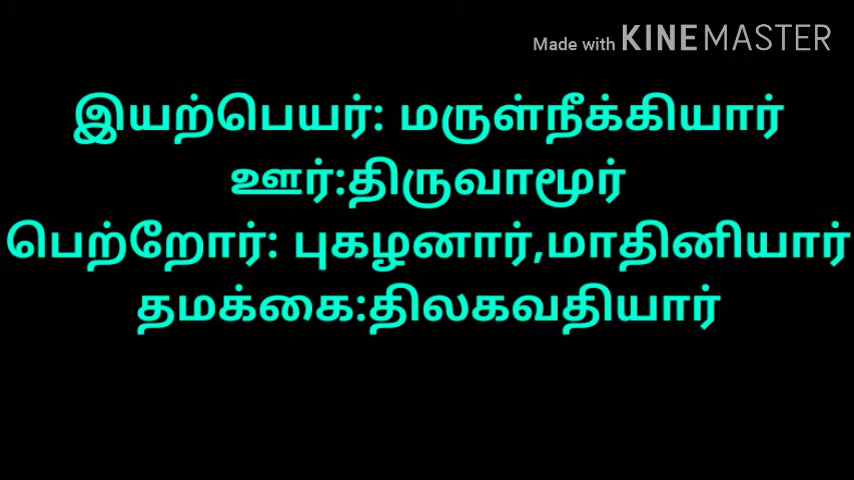 Made with KINEMASTER
இயற்பெயர்: மருள்நீக்கியார்
ஊர்:திருவாமூர்
பெற்றோர்: புகழனார்,மாதினியார்
தமக்கை:திலகவதியார்